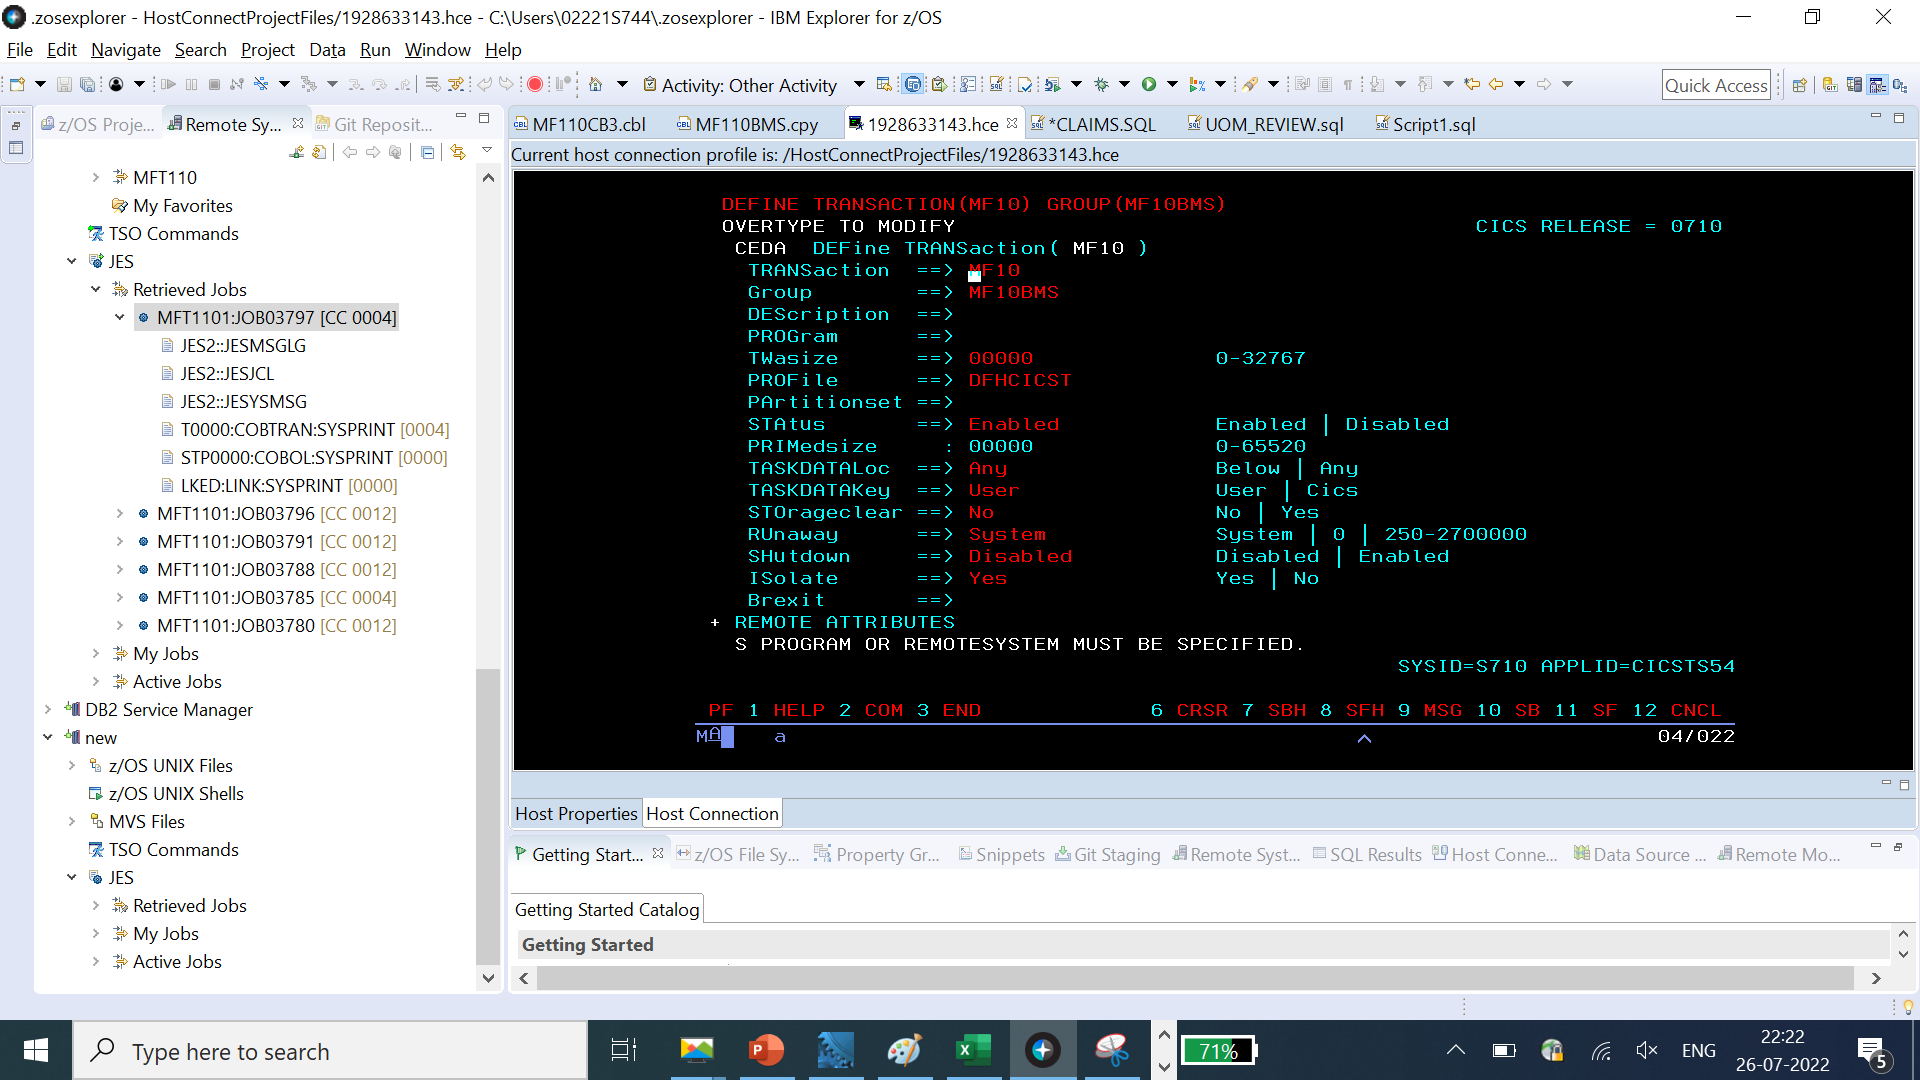 .zosexplorer - HostConnectProjectFiles/1928633143.hce - C:\Users\02221S744\.zosexplorer - IBM Explorer for z/OS
File Edit Navigate Search Project Data Run Window Help
Activity: Other Activity
Quick Access
z/OS Proje... Remote Sy... Git Reposit...
MFT110
My Favorites
TSO Commands
JES
Retrieved Jobs
MFT1101:JOB03797 [CC 0004]
JES2::JESMSGLG
JES2::JESJCL
JES2::JESYSMSG
T0000:COBTRAN:SYSPRINT [0004]
STP0000:COBOL:SYSPRINT [0000]
LKED:LINK:SYSPRINT [0000]
MFT1101:JOB03796 [CC 0012]
MFT1101:JOB03791 [CC 0012]
MFT1101:JOB03788 [CC 0012]
MFT1101:JOB03785 [CC 0004]
MFT1101:JOB03780 [CC 0012]
My Jobs
Active Jobs
DB2 Service Manager
new
z/OS UNIX Files
z/OS UNIX Shells
MVS Files
TSO Commands
JES
Retrieved Jobs
My Jobs
Active Jobs
MF110CB3.cbl MF110BMS.cpy 1928633143.hce *CLAIMS.SQL UOM_REVIEW.sql Script1.sql
Current host connection profile is: /HostConnectProjectFiles/1928633143.hce
DEFINE TRANSACTION(MF10) GROUP(MF10BMS)
OVERTYPE TO MODIFY CICS RELEASE = 0710
CEDA DEFine TRANSaction( MF10 )
TRANSaction ==> MF10
Group ==> MF10BMS
DEScription ==>
PROGram ==>
TWasize ==> 00000 0-32767
PROFile ==> DFHCICST
PArtitionset ==>
STAtus ==> Enabled Enabled | Disabled
PRIMedsize : 00000 0-65520
TASKDATALoc ==> Any Below | Any
TASKDATAKey ==> User User | Cics
STOrageclear ==> No No | Yes
RUnaway ==> System System | 0 | 250-2700000
SHutdown ==> Disabled Disabled | Enabled
ISolate ==> Yes Yes | No
Brexit ==>
+ REMOTE ATTRIBUTES
S PROGRAM OR REMOTESYSTEM MUST BE SPECIFIED.
SYSID=S710 APPLID=CICSTS54
PF 1 HELP 2 COM 3 END 6 CRSR 7 SBH 8 SFH 9 MSG 10 SB 11 SF 12 CNCL
MA a 04/022
Host Properties Host Connection
Getting Start... z/OS File Sy... Property Gr... Snippets Git Staging Remote Syst... SQL Results Host Conne... Data Source ... Remote Mo...
Getting Started Catalog
Getting Started
Type here to search
71%
ENG
22:22
26-07-2022
5